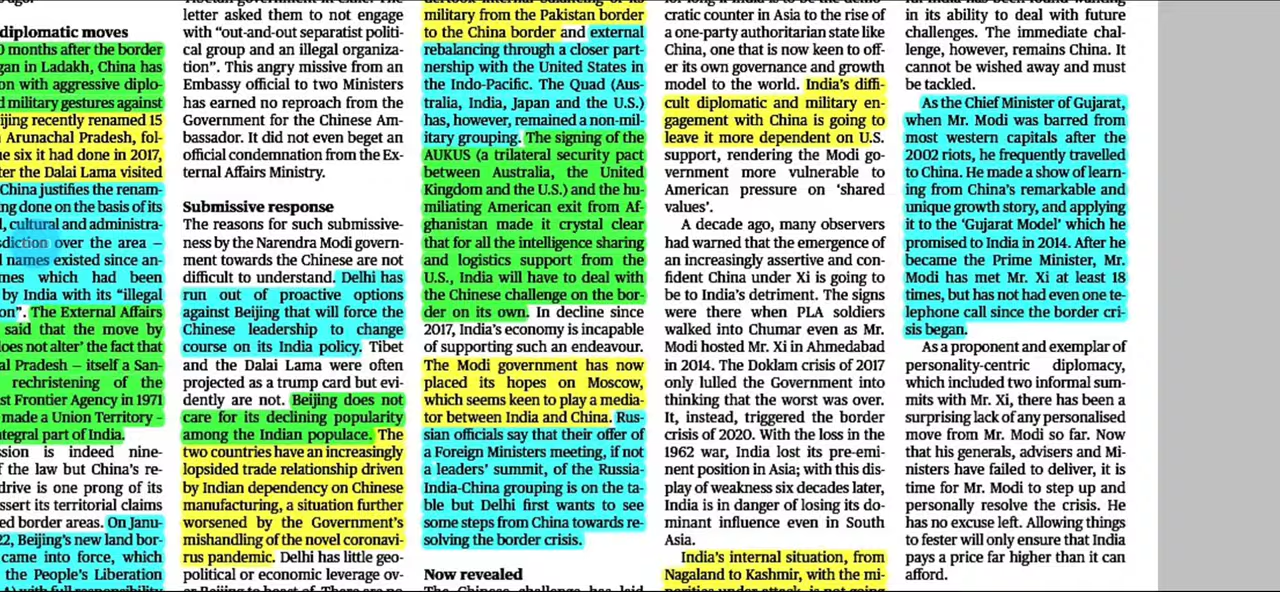 diplomatic moves
months after the border
in Ladakh, China has
on with aggressive diplo-
military gestures against
recently renamed 15
Arunachal Pradesh, fol-
six it had done in 2017,
the Dalai Lama visited
China justifies the renam-
done on the basis of its
cultural and administra-
over the area –
names existed since an-
which had been
by India with its “illegal
The External Affairs
said that the move by
does not alter’ the fact that
Pradesh – itself a San-
rechristening of the
Frontier Agency in 1971
made a Union Territory –
integral part of India.
is indeed nine-
the law but China’s re-
drive is one prong of its
its territorial claims
border areas. On Janu-
Beijing’s new land bor-
came into force, which
the People’s Liberation
with full responsibility
letter asked them to not engage
with “out-and-out separatist politi-
cal group and an illegal organiza-
tion”. This angry missive from an
Embassy official to two Ministers
has earned no reproach from the
Government for the Chinese Am-
bassador. It did not even beget an
official condemnation from the Ex-
ternal Affairs Ministry.
Submissive response
The reasons for such submissive-
ness by the Narendra Modi govern-
ment towards the Chinese are not
difficult to understand. Delhi has
run out of proactive options
against Beijing that will force the
Chinese leadership to change
course on its India policy. Tibet
and the Dalai Lama were often
projected as a trump card but evi-
dently are not. Beijing does not
care for its declining popularity
among the Indian populace. The
two countries have an increasingly
lopsided trade relationship driven
by Indian dependency on Chinese
manufacturing, a situation further
worsened by the Government’s
mishandling of the novel coronavi-
rus pandemic. Delhi has little geo-
political or economic leverage ov-
military from the Pakistan border
to the China border and external
rebalancing through a closer part-
nership with the United States in
the Indo-Pacific. The Quad (Aus-
tralia, India, Japan and the U.S.)
has, however, remained a non-mil-
itary grouping. The signing of the
AUKUS (a trilateral security pact
between Australia, the United
Kingdom and the U.S.) and the hu-
miliating American exit from Af-
ghanistan made it crystal clear
that for all the intelligence sharing
and logistics support from the
U.S., India will have to deal with
the Chinese challenge on the bor-
der on its own. In decline since
2017, India’s economy is incapable
of supporting such an endeavour.
The Modi government has now
placed its hopes on Moscow,
which seems keen to play a media-
tor between India and China. Rus-
sian officials say that their offer of
a Foreign Ministers meeting, if not
a leaders’ summit, of the Russia-
India-China grouping is on the ta-
ble but Delhi first wants to see
some steps from China towards re-
solving the border crisis.
Now revealed
cratic counter in Asia to the rise of
a one-party authoritarian state like
China, one that is now keen to off-
er its own governance and growth
model to the world. India’s diffi-
cult diplomatic and military en-
gagement with China is going to
leave it more dependent on U.S.
support, rendering the Modi go-
vernment more vulnerable to
American pressure on ‘shared
values’.
A decade ago, many observers
had warned that the emergence of
an increasingly assertive and con-
fident China under Xi is going to
be to India’s detriment. The signs
were there when PLA soldiers
walked into Chumar even as Mr.
Modi hosted Mr. Xi in Ahmedabad
in 2014. The Doklam crisis of 2017
only lulled the Government into
thinking that the worst was over.
It, instead, triggered the border
crisis of 2020. With the loss in the
1962 war, India lost its pre-emi-
nent position in Asia; with this dis-
play of weakness six decades later,
India is in danger of losing its do-
minant influence even in South
Asia.
India’s internal situation, from
Nagaland to Kashmir, with the mi-
in its ability to deal with future
challenges. The immediate chal-
lenge, however, remains China. It
cannot be wished away and must
be tackled.
As the Chief Minister of Gujarat,
when Mr. Modi was barred from
most western capitals after the
2002 riots, he frequently travelled
to China. He made a show of learn-
ing from China’s remarkable and
unique growth story, and applying
it to the ‘Gujarat Model’ which he
promised to India in 2014. After he
became the Prime Minister, Mr.
Modi has met Mr. Xi at least 18
times, but has not had even one te-
lephone call since the border cri-
sis began.
As a proponent and exemplar of
personality-centric diplomacy,
which included two informal sum-
mits with Mr. Xi, there has been a
surprising lack of any personalised
move from Mr. Modi so far. Now
that his generals, advisers and Mi-
nisters have failed to deliver, it is
time for Mr. Modi to step up and
personally resolve the crisis. He
has no excuse left. Allowing things
to fester will only ensure that India
pays a price far higher than it can
afford.